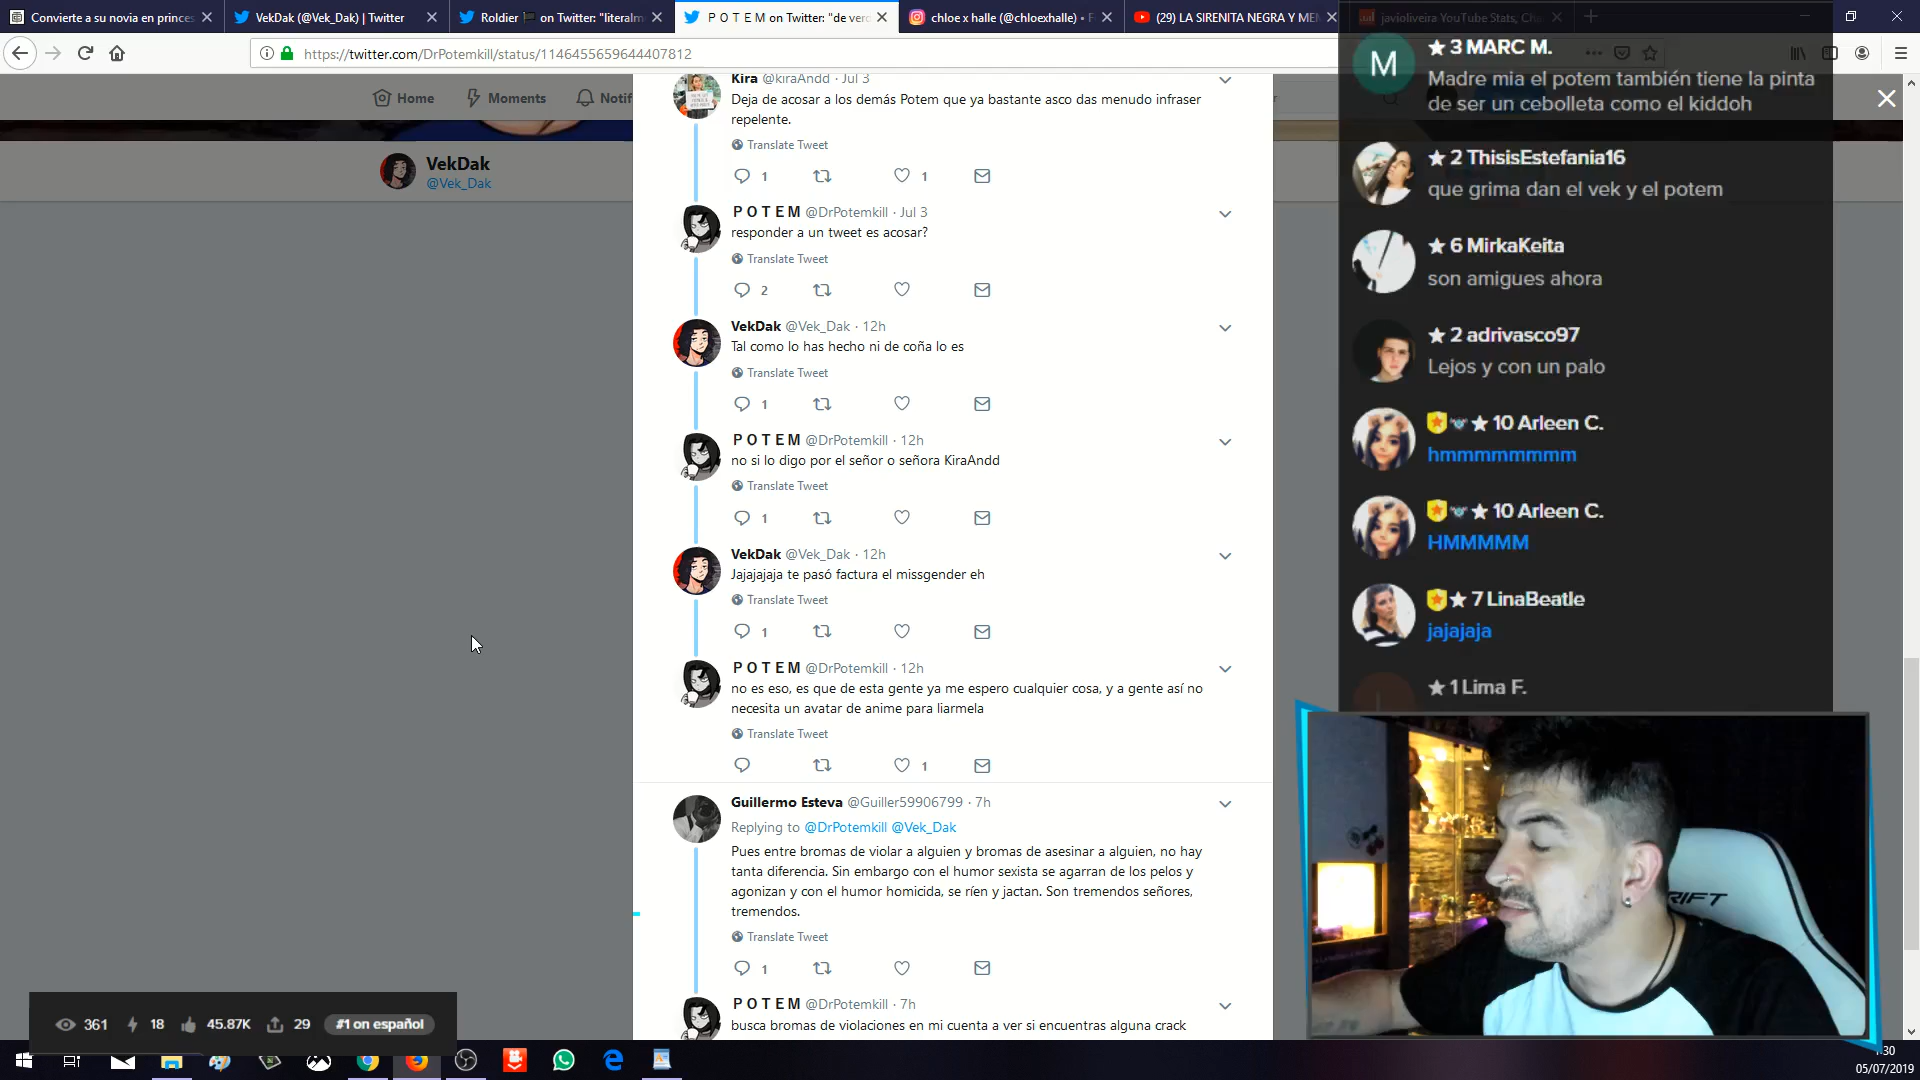 Convierte a su novia en princes
VekDak (@Vek_Dak) | Twitter
Roldier 🏴 on Twitter: "literalm
P O T E M on Twitter: "de verd
chloe x halle (@chloexhalle) •
(29) LA SIRENITA NEGRA Y ME
javioliveira YouTube Stats, Cha
https://twitter.com/DrPotemkill/status/1146455659644407812
Home
Moments
Notif
VekDak
@Vek_Dak
Kira @kiraAndd · Jul 3
Deja de acosar a los demás Potem que ya bastante asco das menudo infraser
repelente.
Translate Tweet
1
1
P O T E M @DrPotemkill · Jul 3
responder a un tweet es acosar?
Translate Tweet
2
VekDak @Vek_Dak · 12h
Tal como lo has hecho ni de coña lo es
Translate Tweet
1
P O T E M @DrPotemkill · 12h
no si lo digo por el señor o señora KiraAndd
Translate Tweet
1
VekDak @Vek_Dak · 12h
Jajajajaja te pasó factura el missgender eh
Translate Tweet
1
P O T E M @DrPotemkill · 12h
no es eso, es que de esta gente ya me espero cualquier cosa, y a gente así no
necesita un avatar de anime para liarmela
Translate Tweet
1
Guillermo Esteva @Guiller59906799 · 7h
Replying to @DrPotemkill @Vek_Dak
Pues entre bromas de violar a alguien y bromas de asesinar a alguien, no hay
tanta diferencia. Sin embargo con el humor sexista se agarran de los pelos y
agonizan y con el humor homicida, se ríen y jactan. Son tremendos señores,
tremendos.
Translate Tweet
1
P O T E M @DrPotemkill · 7h
busca bromas de violaciones en mi cuenta a ver si encuentras alguna crack
M
★ 3 MARC M.
Madre mia el potem también tiene la pinta
de ser un cebolleta como el kiddoh
★ 2 ThisisEstefania16
que grima dan el vek y el potem
★ 6 MirkaKeita
son amigues ahora
★ 2 adrivasco97
Lejos y con un palo
★ 10 Arleen C.
hmmmmmmmm
★ 10 Arleen C.
HMMMMM
★ 7 LinaBeatle
jajajaja
★ 1 Lima F.
RIFT
361
18
45.87K
29
#1 on español
05/07/2019